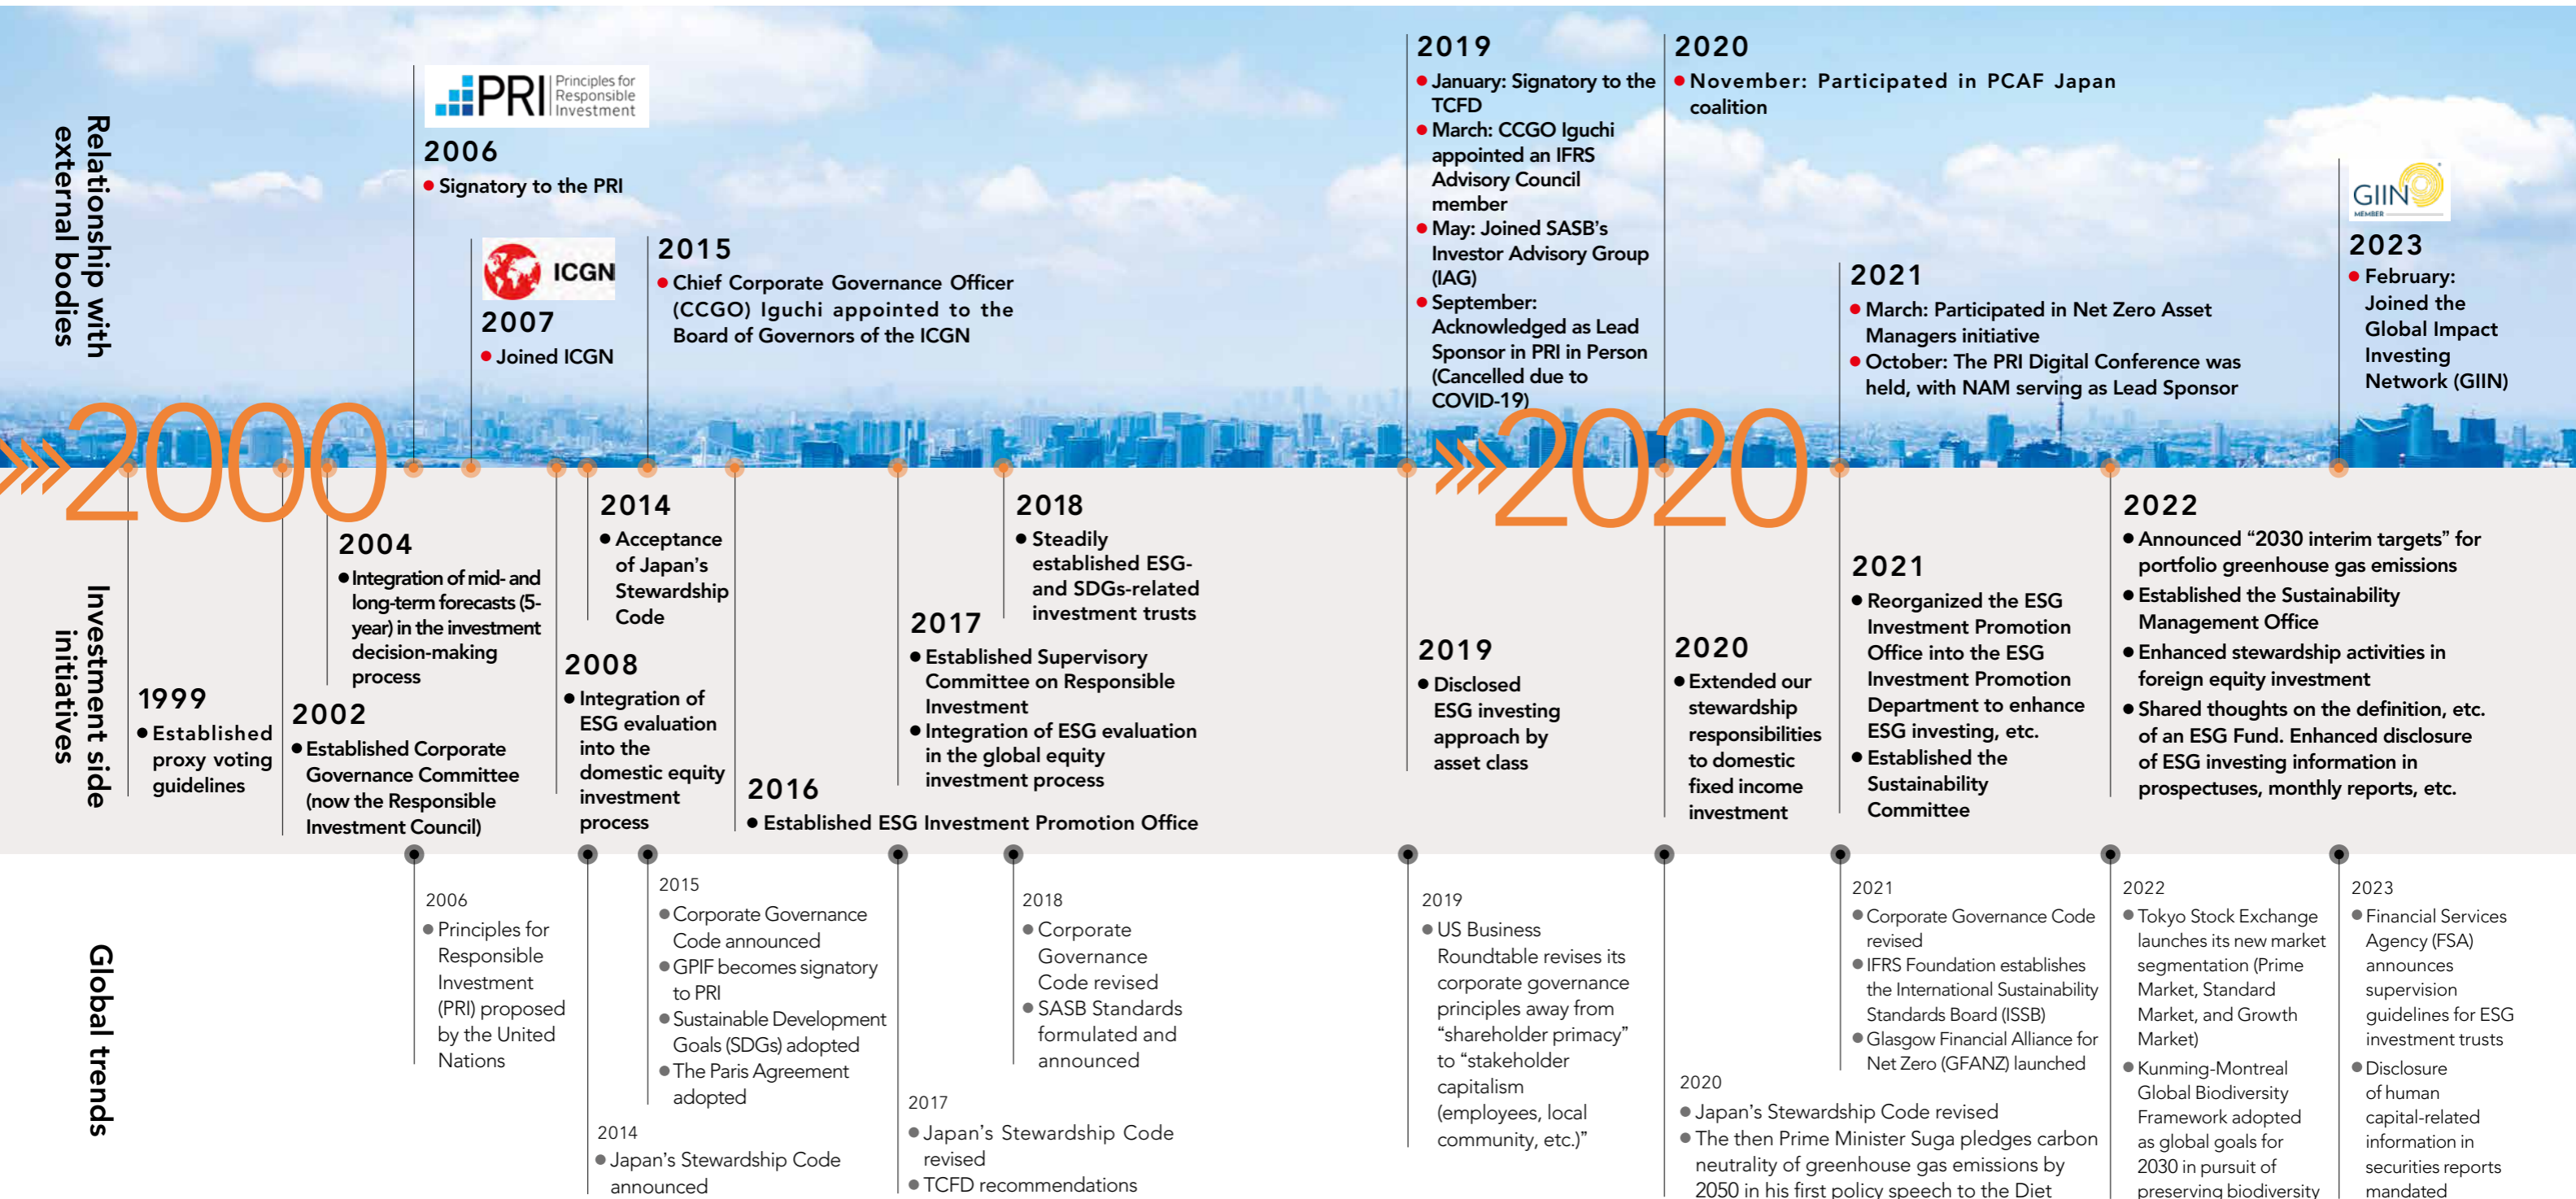 Relationship with
external bodies
PRI
Principles for
Responsible
Investment
2006
● Signatory to the PRI
ICGN
2007
● Joined ICGN
2015
● Chief Corporate Governance Officer
(CCGO) Iguchi appointed to the
Board of Governors of the ICGN
2019
● January: Signatory to the
TCFD
● March: CCGO Iguchi
appointed an IFRS
Advisory Council
member
● May: Joined SASB's
Investor Advisory Group
(IAG)
● September:
Acknowledged as Lead
Sponsor in PRI in Person
(Cancelled due to
COVID-19)
2020
● November: Participated in PCAF Japan
coalition
2021
● March: Participated in Net Zero Asset
Managers initiative
● October: The PRI Digital Conference was
held, with NAM serving as Lead Sponsor
GIIN
MEMBER
2023
● February:
Joined the
Global Impact
Investing
Network (GIIN)
2000
2020
Investment side
initiatives
1999
● Established
proxy voting
guidelines
2002
● Established Corporate
Governance Committee
(now the Responsible
Investment Council)
2004
● Integration of mid- and
long-term forecasts (5-
year) in the investment
decision-making
process
2008
● Integration of
ESG evaluation
into the
domestic equity
investment
process
2014
● Acceptance
of Japan's
Stewardship
Code
2016
● Established ESG Investment Promotion Office
2017
● Established Supervisory
Committee on Responsible
Investment
● Integration of ESG evaluation
in the global equity
investment process
2018
● Steadily
established ESG-
and SDGs-related
investment trusts
2019
● Disclosed
ESG investing
approach by
asset class
2020
● Extended our
stewardship
responsibilities
to domestic
fixed income
investment
2021
● Reorganized the ESG
Investment Promotion
Office into the ESG
Investment Promotion
Department to enhance
ESG investing, etc.
● Established the
Sustainability
Committee
2022
● Announced “2030 interim targets” for
portfolio greenhouse gas emissions
● Established the Sustainability
Management Office
● Enhanced stewardship activities in
foreign equity investment
● Shared thoughts on the definition, etc.
of an ESG Fund. Enhanced disclosure
of ESG investing information in
prospectuses, monthly reports, etc.
Global trends
2006
● Principles for
Responsible
Investment
(PRI) proposed
by the United
Nations
2014
● Japan's Stewardship Code
announced
2015
● Corporate Governance
Code announced
● GPIF becomes signatory
to PRI
● Sustainable Development
Goals (SDGs) adopted
● The Paris Agreement
adopted
2017
● Japan's Stewardship Code
revised
● TCFD recommendations
2018
● Corporate
Governance
Code revised
● SASB Standards
formulated and
announced
2019
● US Business
Roundtable revises its
corporate governance
principles away from
“shareholder primacy”
to “stakeholder
capitalism
(employees, local
community, etc.)”
2020
● Japan's Stewardship Code revised
● The then Prime Minister Suga pledges carbon
neutrality of greenhouse gas emissions by
2050 in his first policy speech to the Diet
2021
● Corporate Governance Code
revised
● IFRS Foundation establishes
the International Sustainability
Standards Board (ISSB)
● Glasgow Financial Alliance for
Net Zero (GFANZ) launched
2022
● Tokyo Stock Exchange
launches its new market
segmentation (Prime
Market, Standard
Market, and Growth
Market)
● Kunming-Montreal
Global Biodiversity
Framework adopted
as global goals for
2030 in pursuit of
preserving biodiversity
2023
● Financial Services
Agency (FSA)
announces
supervision
guidelines for ESG
investment trusts
● Disclosure
of human
capital-related
information in
securities reports
mandated